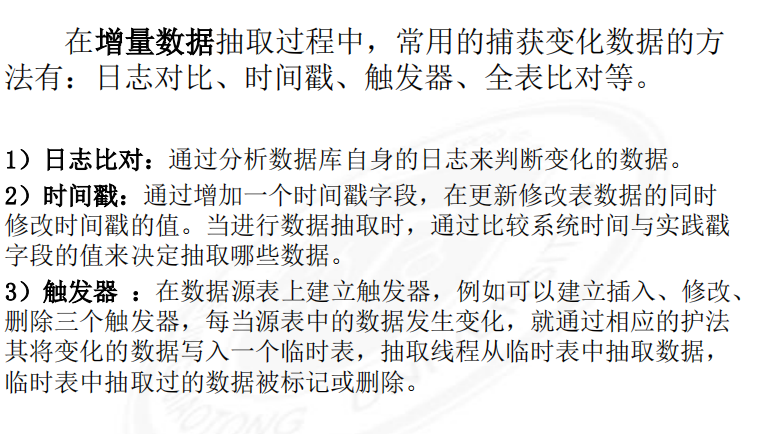 在增量数据抽取过程中，常用的捕获变化数据的方
法有：日志对比、时间戳、触发器、全表比对等。
1）日志比对：通过分析数据库自身的日志来判断变化的数据。
2）时间戳：通过增加一个时间戳字段，在更新修改表数据的同时
修改时间戳的值。当进行数据抽取时，通过比较系统时间与实践戳
字段的值来决定抽取哪些数据。
3）触发器 ：在数据源表上建立触发器，例如可以建立插入、修改、
删除三个触发器，每当源表中的数据发生变化，就通过相应的护法
其将变化的数据写入一个临时表，抽取线程从临时表中抽取数据，
临时表中抽取过的数据被标记或删除。